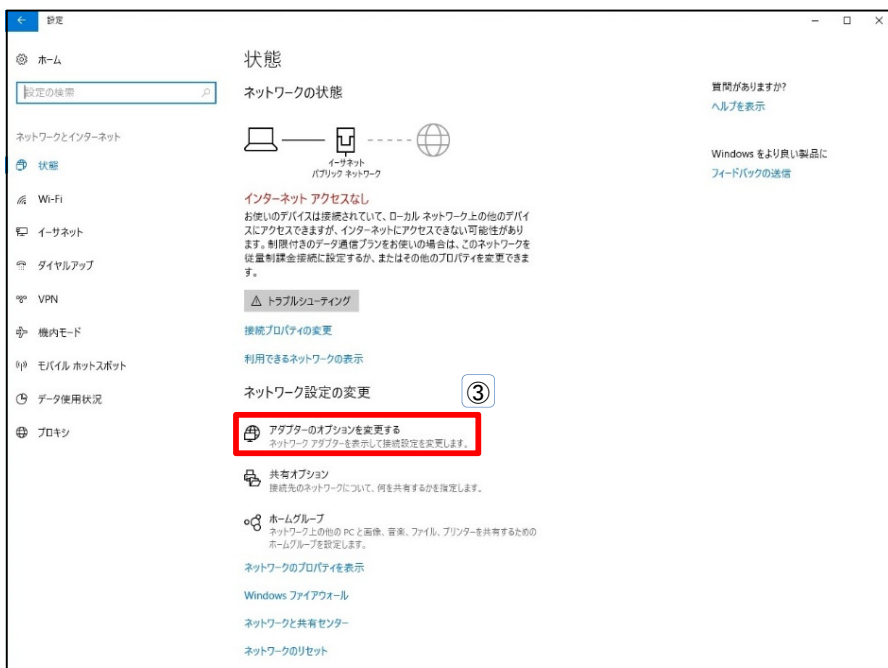 設定
ホーム
設定の検索
ネットワークとインターネット
状態
Wi-Fi
イーサネット
ダイヤルアップ
VPN
機内モード
モバイル ホットスポット
データ使用状況
プロキシ
状態
ネットワークの状態
イーサネット
パブリック ネットワーク
インターネット アクセスなし
お使いのデバイスは接続されていて、ローカル ネットワーク上の他のデバイ
スにアクセスできますが、インターネットにアクセスできない可能性があり
ます。制限付きのデータ通信プランをお使いの場合は、このネットワークを
従量制課金接続に設定するか、またはその他のプロパティを変更できま
す。
トラブルシューティング
接続プロパティの変更
利用できるネットワークの表示
ネットワーク設定の変更
③
アダプターのオプションを変更する
ネットワーク アダプターを表示して接続設定を変更します。
共有オプション
接続先のネットワークについて、何を共有するかを指定します。
ホームグループ
ネットワーク上の他の PC と画像、音楽、ファイル、プリンターを共有するための
ホームグループを設定します。
ネットワークのプロパティを表示
Windows ファイアウォール
ネットワークと共有センター
ネットワークのリセット
質問がありますか?
ヘルプを表示
Windows をより良い製品に
フィードバックの送信